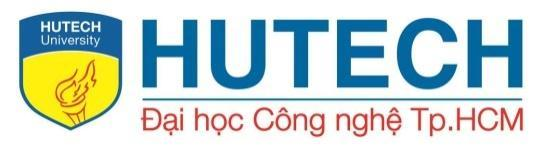 HUTECH
University
HUTECH
Đại học Công nghệ Tp.HCM